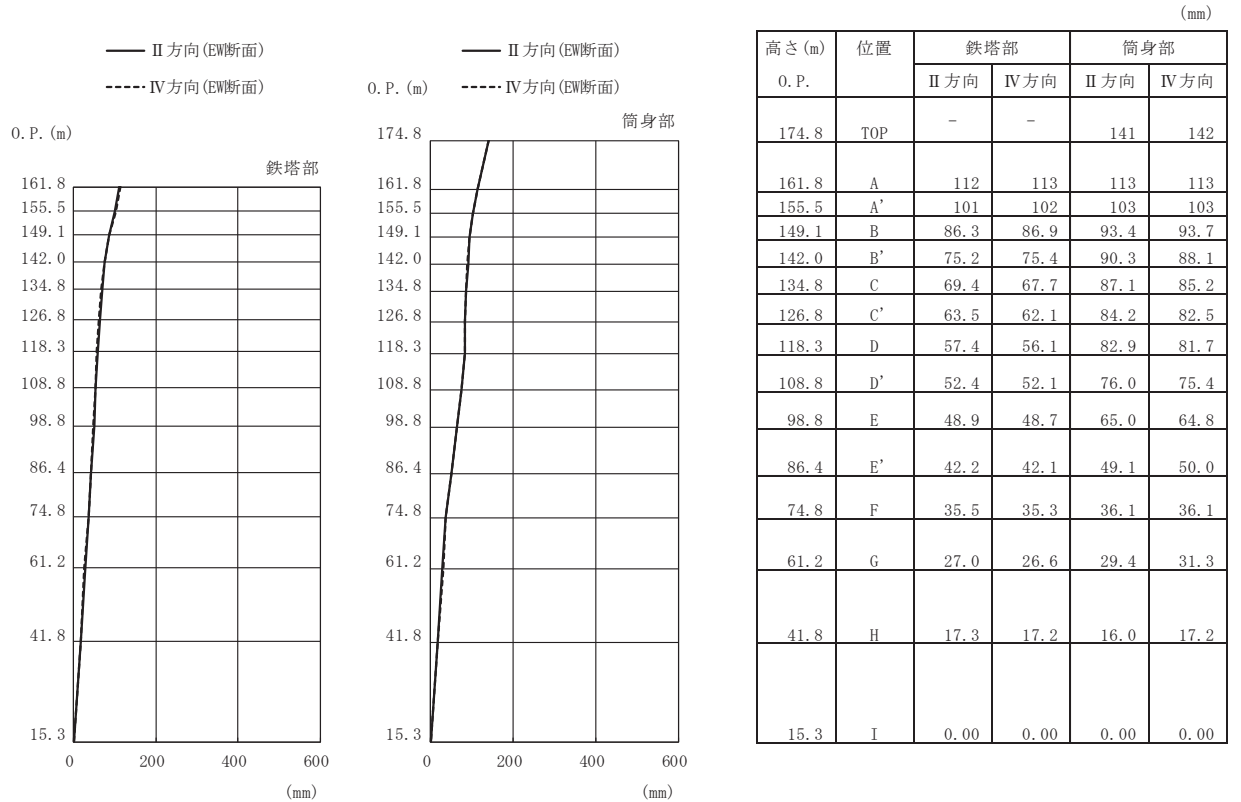 Ⅱ方向(EW断面)
Ⅳ方向(EW断面)
O.P.(m)
鉄塔部
161.8
155.5
149.1
142.0
134.8
126.8
118.3
108.8
98.8
86.4
74.8
61.2
41.8
15.3
0 200 400 600
(mm)
Ⅱ方向(EW断面)
O.P.(m) Ⅳ方向(EW断面)
筒身部
174.8
161.8
155.5
149.1
142.0
134.8
126.8
118.3
108.8
98.8
86.4
74.8
61.2
41.8
15.3
0 200 400 600
(mm)
(mm)
高さ(m) 位置 鉄塔部 筒身部
O.P. Ⅱ方向 Ⅳ方向 Ⅱ方向 Ⅳ方向
174.8 TOP － － 141 142
161.8 A 112 113 113 113
155.5 A' 101 102 103 103
149.1 B 86.3 86.9 93.4 93.7
142.0 B' 75.2 75.4 90.3 88.1
134.8 C 69.4 67.7 87.1 85.2
126.8 C' 63.5 62.1 84.2 82.5
118.3 D 57.4 56.1 82.9 81.7
108.8 D' 52.4 52.1 76.0 75.4
98.8 E 48.9 48.7 65.0 64.8
86.4 E' 42.2 42.1 49.1 50.0
74.8 F 35.5 35.3 36.1 36.1
61.2 G 27.0 26.6 29.4 31.3
41.8 H 17.3 17.2 16.0 17.2
15.3 I 0.00 0.00 0.00 0.00